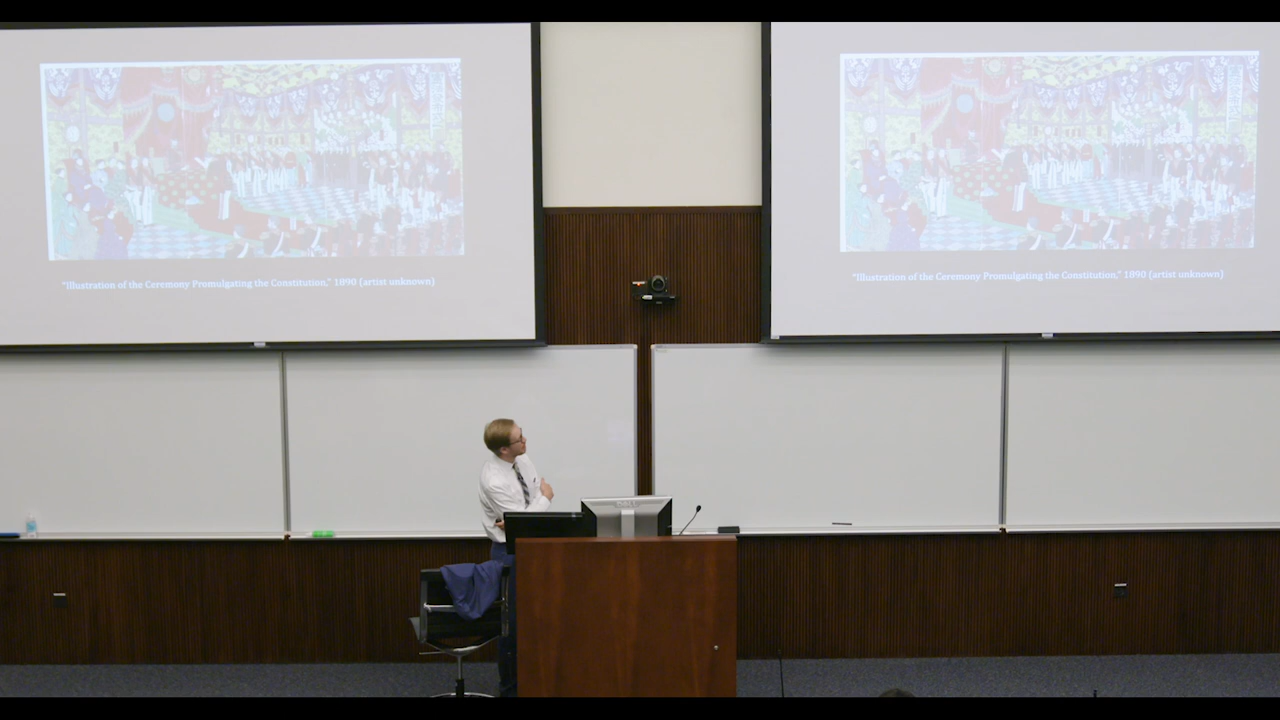 "Illustration of the Ceremony Promulgating the Constitution," 1890 (artist unknown)
"Illustration of the Ceremony Promulgating the Constitution," 1890 (artist unknown)